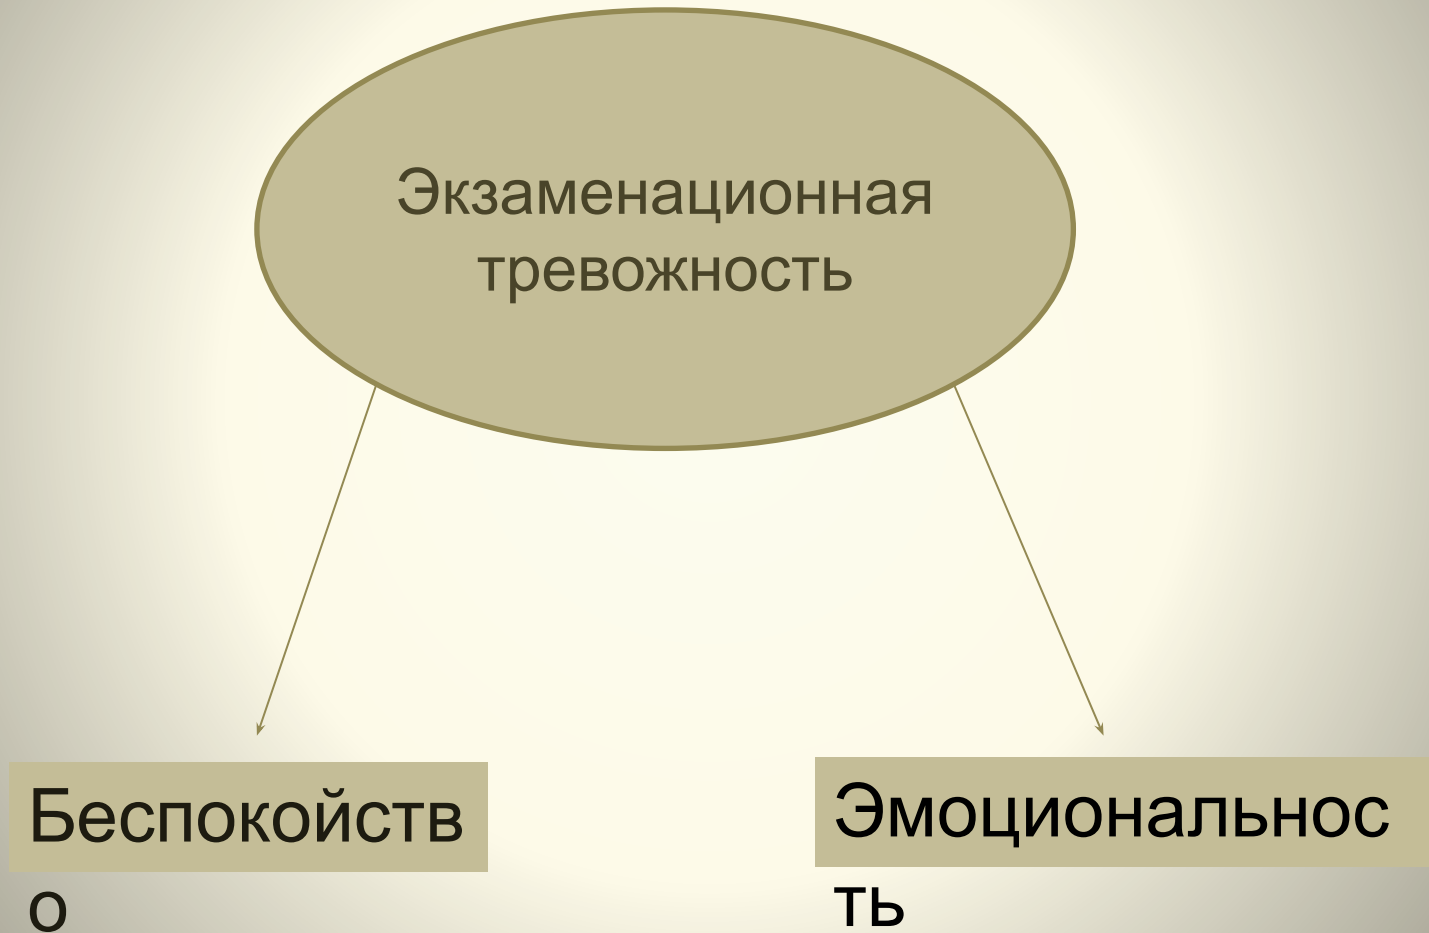 Экзаменационная
тревожность
Беспокойств
о
Эмоциональнос
ть